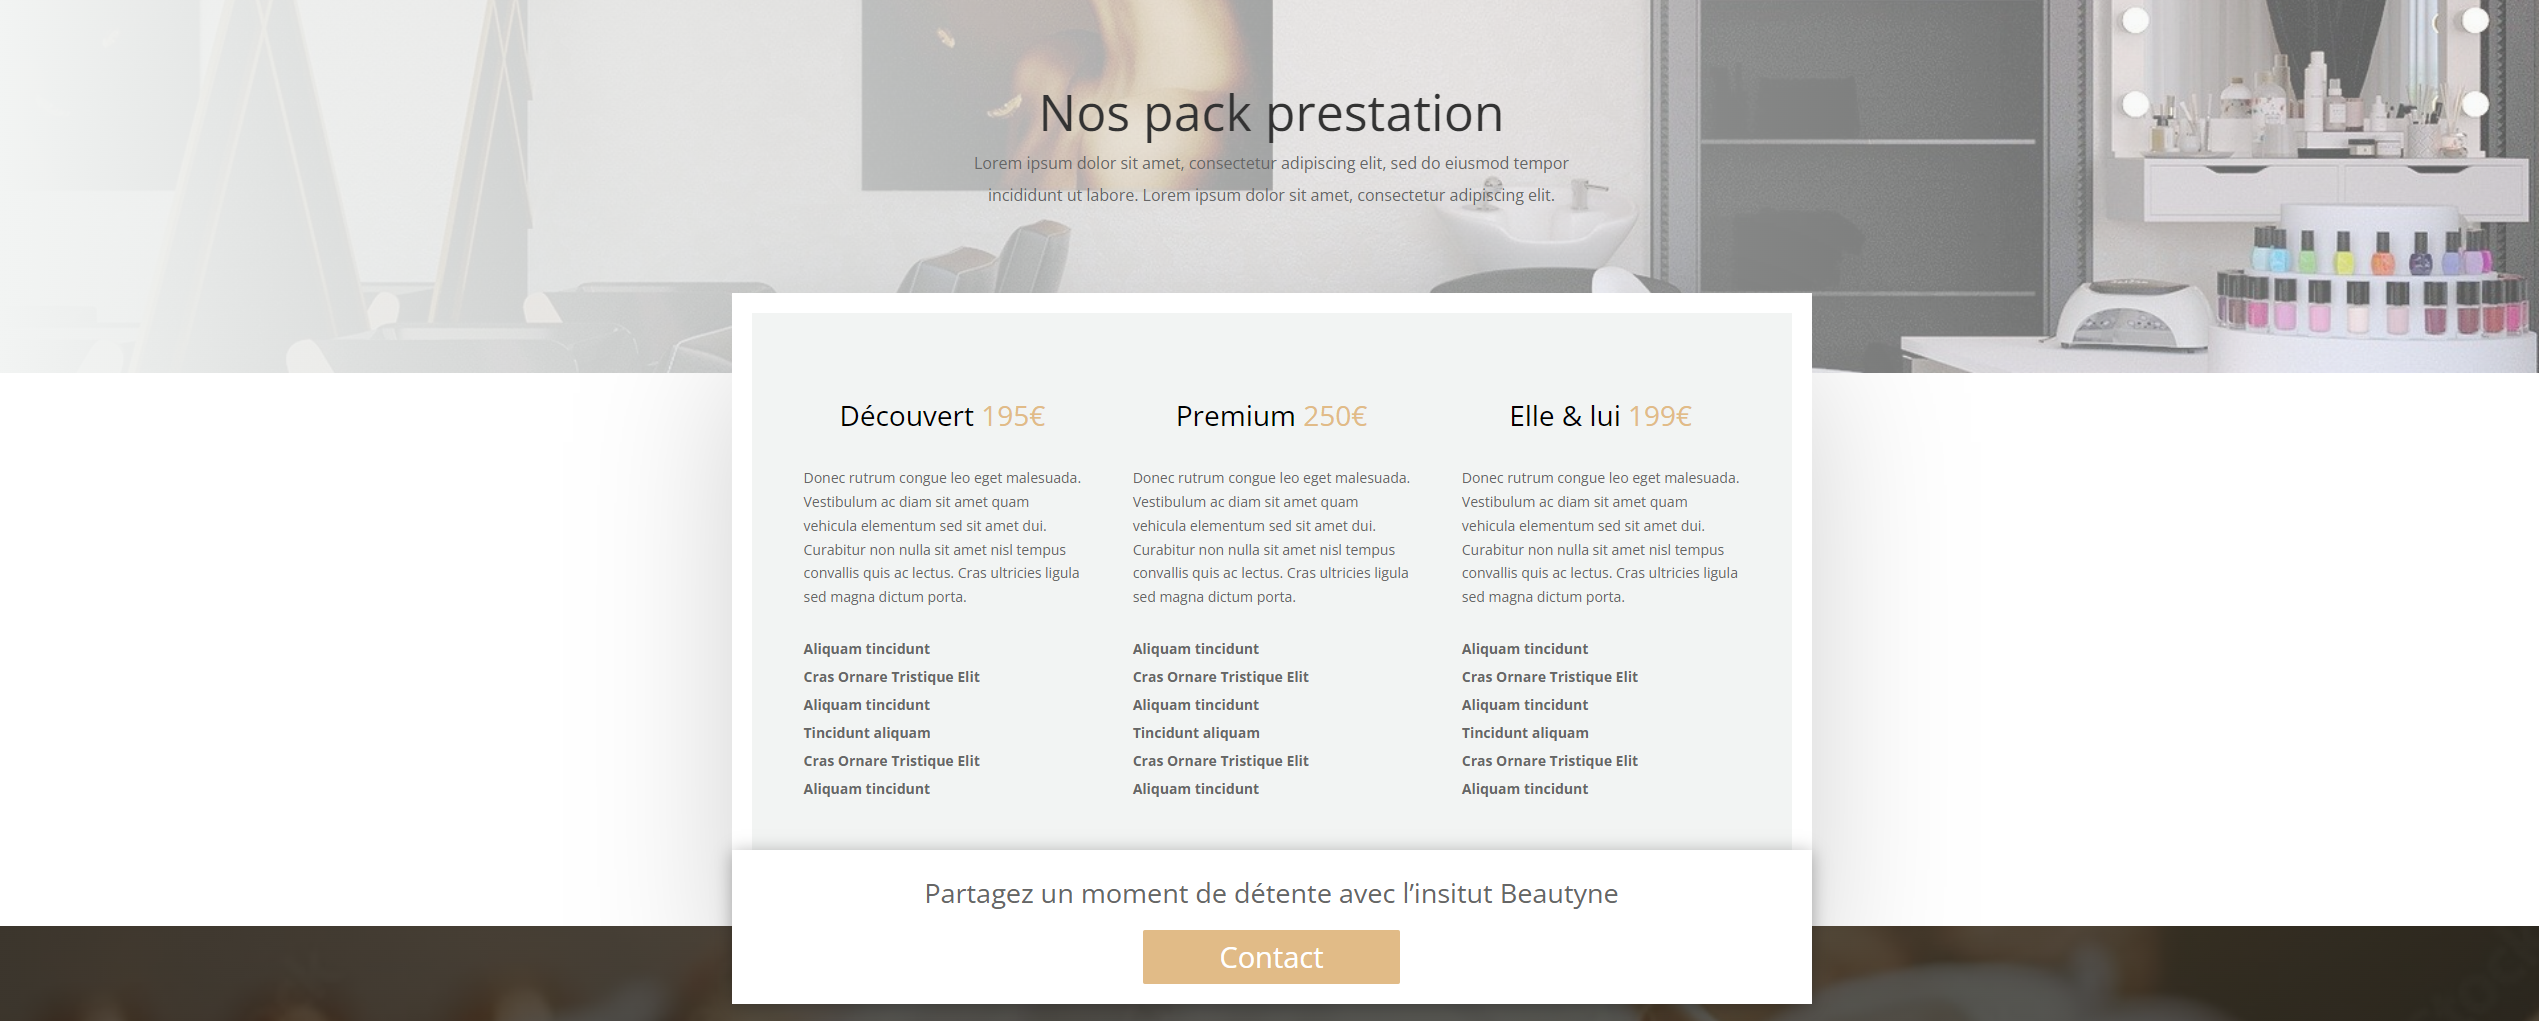 Nos pack prestation
Lorem ipsum dolor sit amet, consectetur adipiscing elit, sed do eiusmod tempor
incididunt ut labore. Lorem ipsum dolor sit amet, consectetur adipiscing elit.
Découvert 195€
Donec rutrum congue leo eget malesuada.
Vestibulum ac diam sit amet quam
vehicula elementum sed sit amet dui.
Curabitur non nulla sit amet nisl tempus
convallis quis ac lectus. Cras ultricies ligula
sed magna dictum porta.
Aliquam tincidunt
Cras Ornare Tristique Elit
Aliquam tincidunt
Tincidunt aliquam
Cras Ornare Tristique Elit
Aliquam tincidunt
Premium 250€
Donec rutrum congue leo eget malesuada.
Vestibulum ac diam sit amet quam
vehicula elementum sed sit amet dui.
Curabitur non nulla sit amet nisl tempus
convallis quis ac lectus. Cras ultricies ligula
sed magna dictum porta.
Aliquam tincidunt
Cras Ornare Tristique Elit
Aliquam tincidunt
Tincidunt aliquam
Cras Ornare Tristique Elit
Aliquam tincidunt
Elle & lui 199€
Donec rutrum congue leo eget malesuada.
Vestibulum ac diam sit amet quam
vehicula elementum sed sit amet dui.
Curabitur non nulla sit amet nisl tempus
convallis quis ac lectus. Cras ultricies ligula
sed magna dictum porta.
Aliquam tincidunt
Cras Ornare Tristique Elit
Aliquam tincidunt
Tincidunt aliquam
Cras Ornare Tristique Elit
Aliquam tincidunt
Partagez un moment de détente avec l’insitut Beautyne
Contact